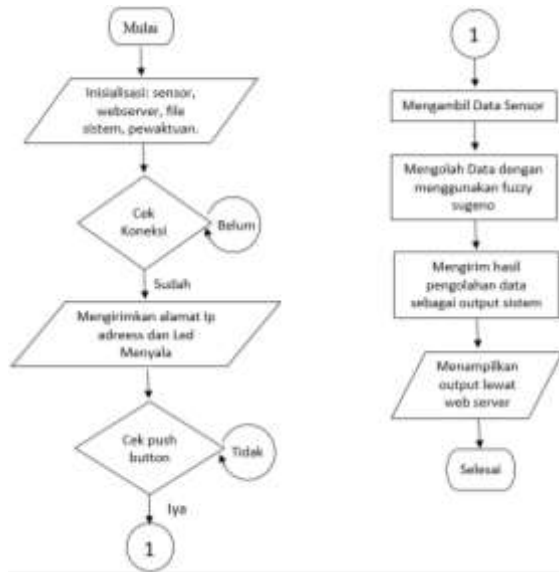 Mulai
Inisialisasi: sensor,
webserver, file
sistem, pewaktuan.
Cek
Koneksi
Belum
Sudah
Mengirimkan alamat Ip
adreess dan Led
Menyala
Cek push
button
Tidak
Iya
1
1
Mengambil Data Sensor
Mengolah Data dengan
menggunakan fuzzy
sugeno
Mengirim hasil
pengolahan data
sebagai output sistem
Menampilkan
output lewat
web server
Selesai